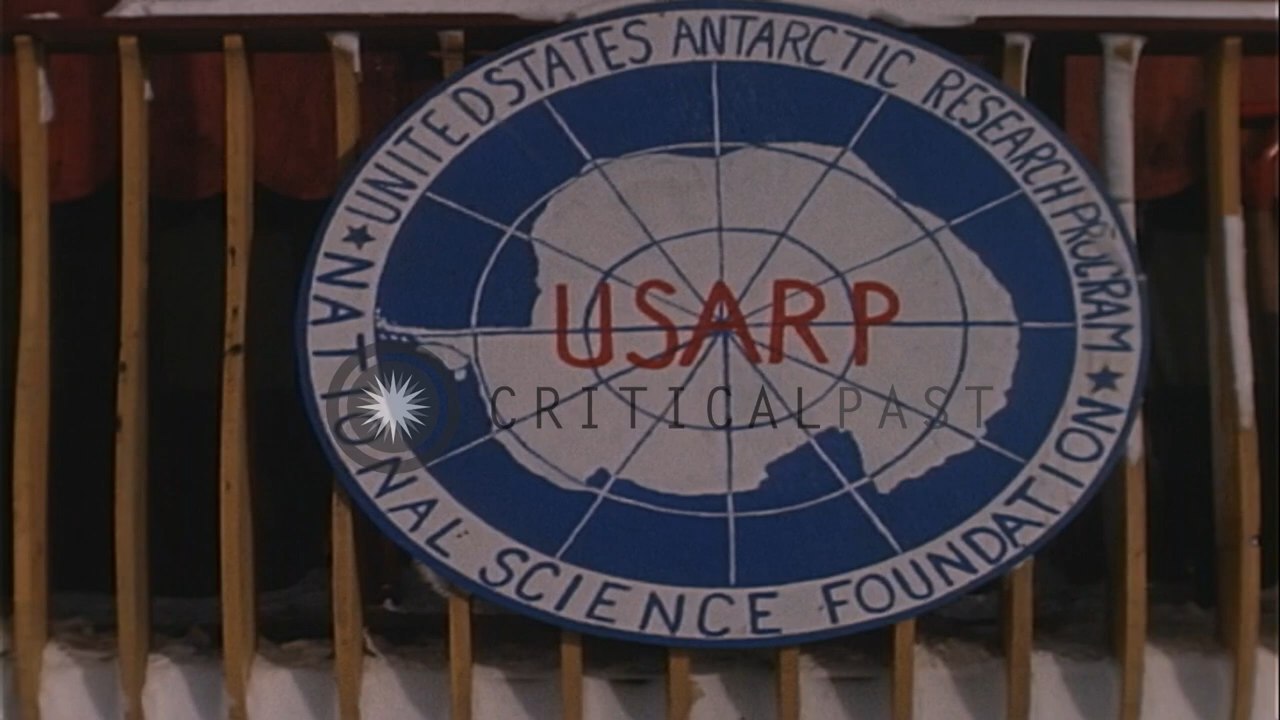 ★ UNITED STATES ANTARCTIC RESEARCH PROGRAM ★
USARP
CRITICALPAST
NATIONAL SCIENCE FOUNDATION